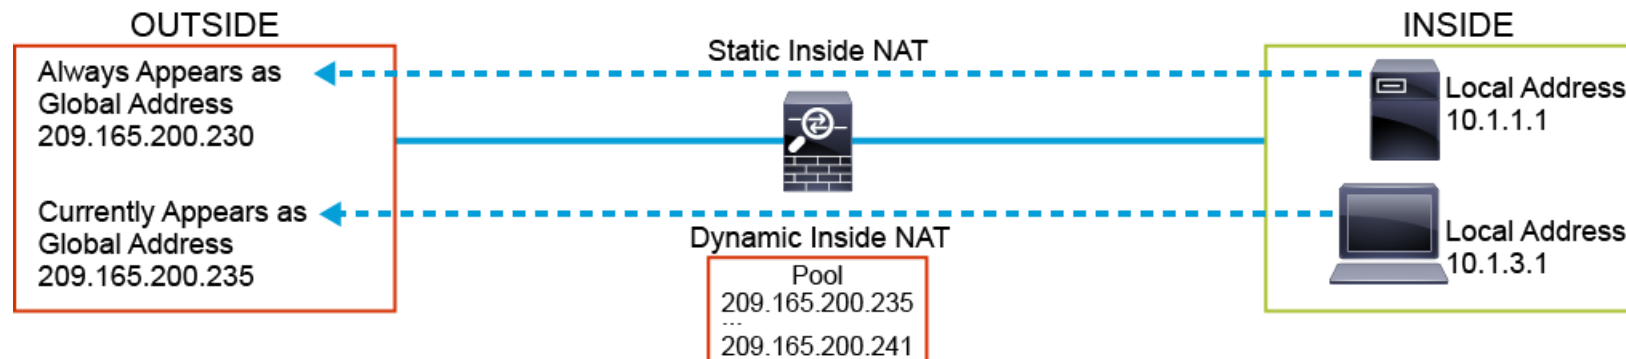 OUTSIDE
INSIDE
Always Appears as
Global Address
209.165.200.230
Static Inside NAT
Local Address
10.1.1.1
Currently Appears as
Global Address
209.165.200.235
Dynamic Inside NAT
Pool
209.165.200.235
...
209.165.200.241
Local Address
10.1.3.1